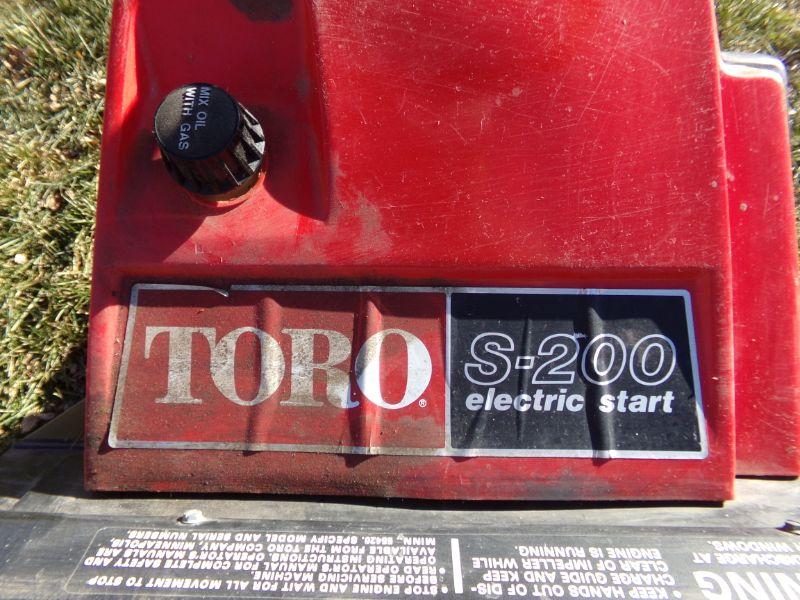 MIX OIL
WITH GAS
TORO®
S-200
electric start
NING
SCHARGE AT
WINDOWS.
• KEEP HANDS OUT OF DIS-
CHARGE GUIDE AND KEEP
CLEAR OF IMPELLER WHILE
ENGINE IS RUNNING.
• STOP ENGINE AND WAIT FOR ALL MOVEMENT TO STOP
BEFORE SERVICING MACHINE.
• READ OPERATOR'S MANUAL FOR COMPLETE SAFETY AND
OPERATING INSTRUCTIONS. OPERATOR'S MANUALS ARE
AVAILABLE FROM THE TORO COMPANY, MINNEAPOLIS,
MINN. 55420 SPECIFY MODEL AND SERIAL NUMBERS.